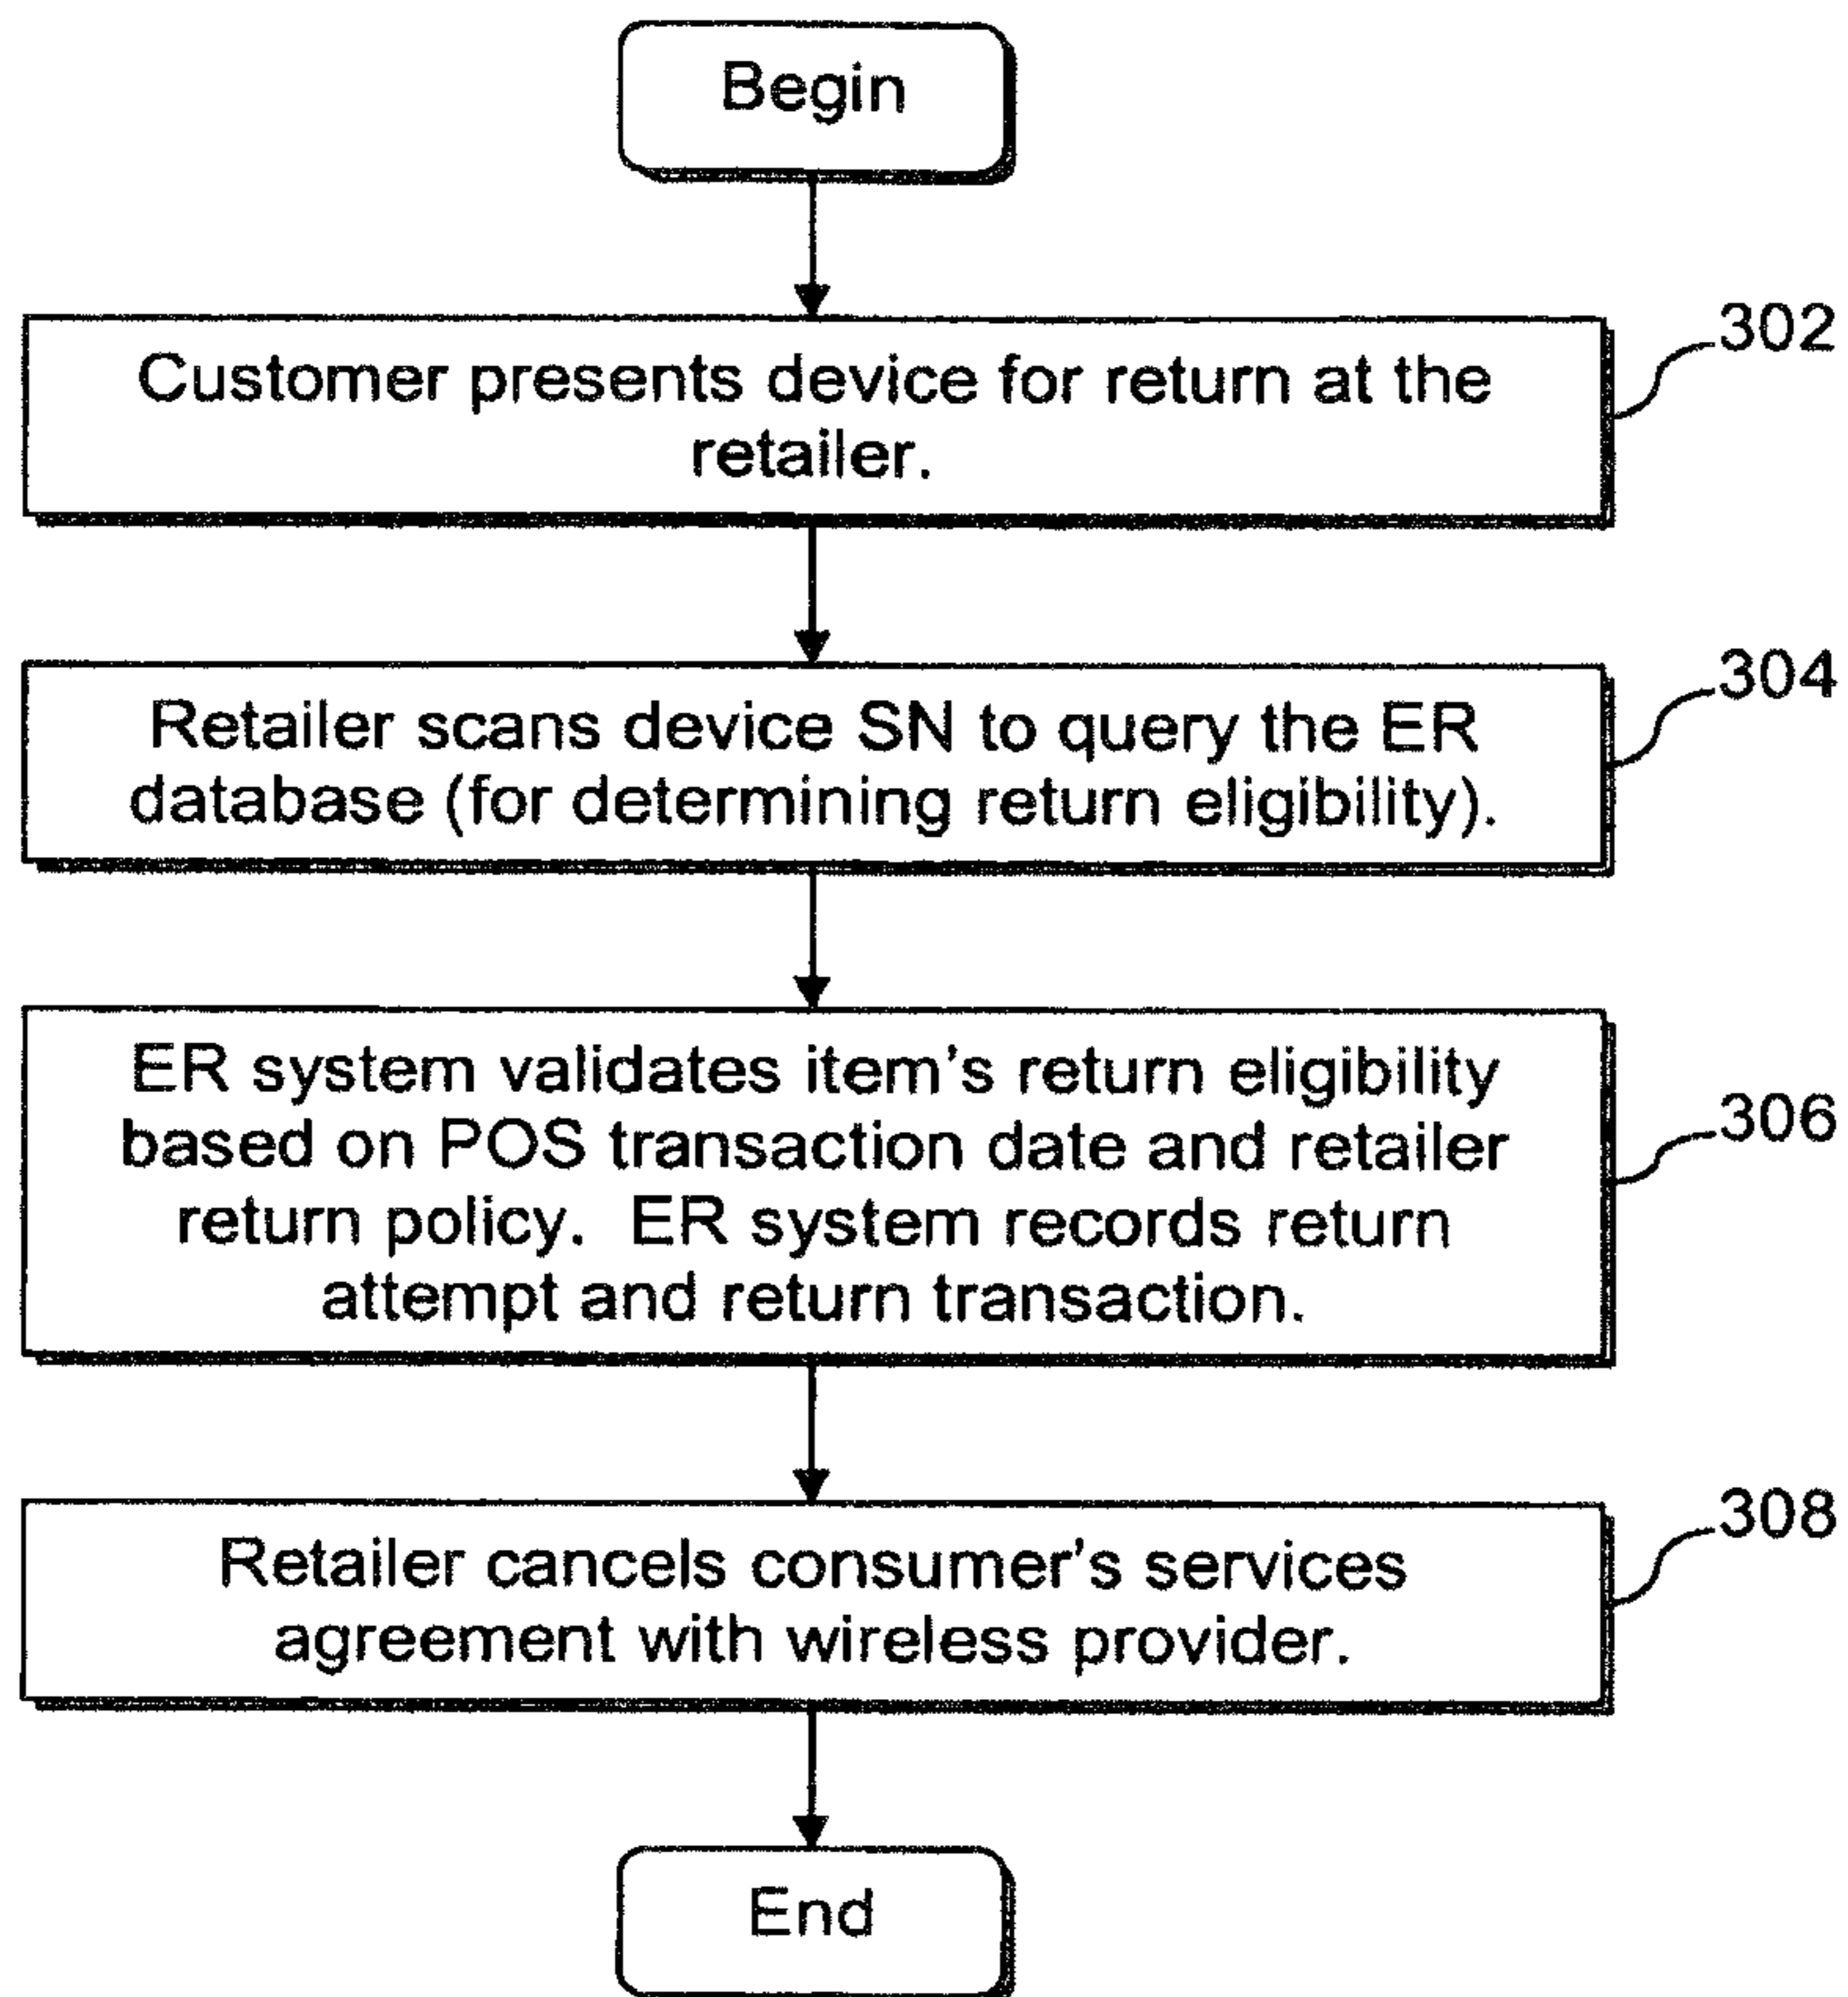 Begin
Customer presents device for return at the
retailer.
302
Retailer scans device SN to query the ER
database (for determining return eligibility).
304
ER system validates item's return eligibility
based on POS transaction date and retailer
return policy.  ER system records return
attempt and return transaction.
306
Retailer cancels consumer's services
agreement with wireless provider.
308
End